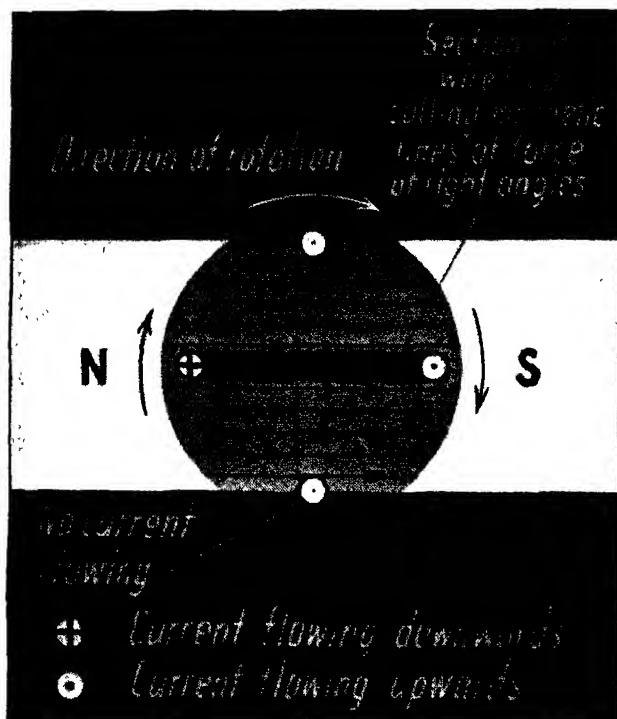 Section of
wire loop
cutting magnetic
lines of force
at right angles
Direction of rotation
N
S
No current
flowing
Current flowing downwards
Current flowing upwards